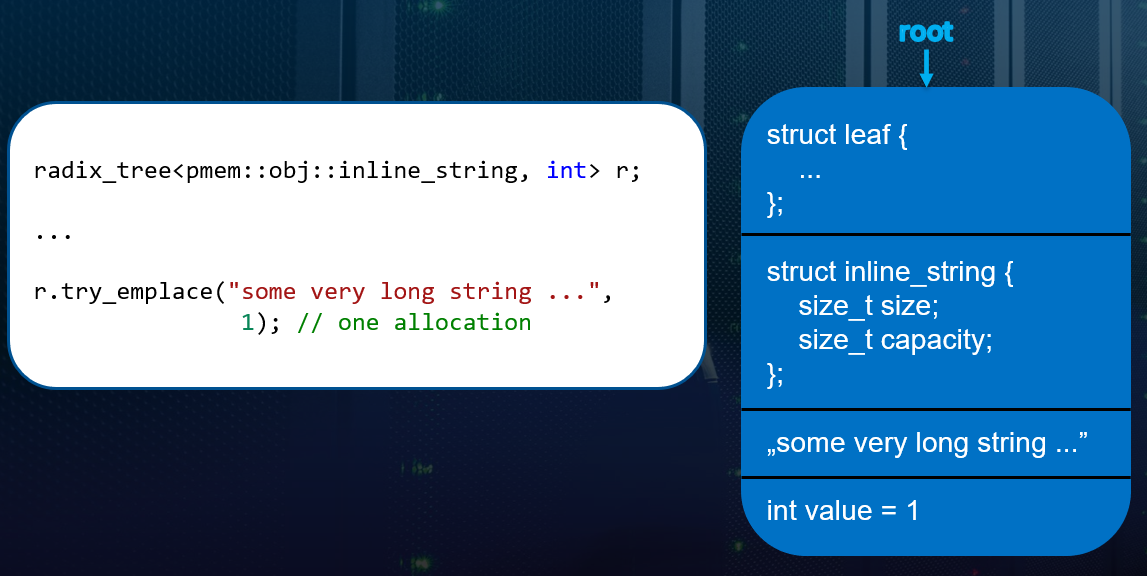 radix_tree<pmem::obj::inline_string, int> r;
...
r.try_emplace("some very long string ...",
1); // one allocation
root
struct leaf {
...
};
struct inline_string {
size_t size;
size_t capacity;
};
„some very long string ...”
int value = 1